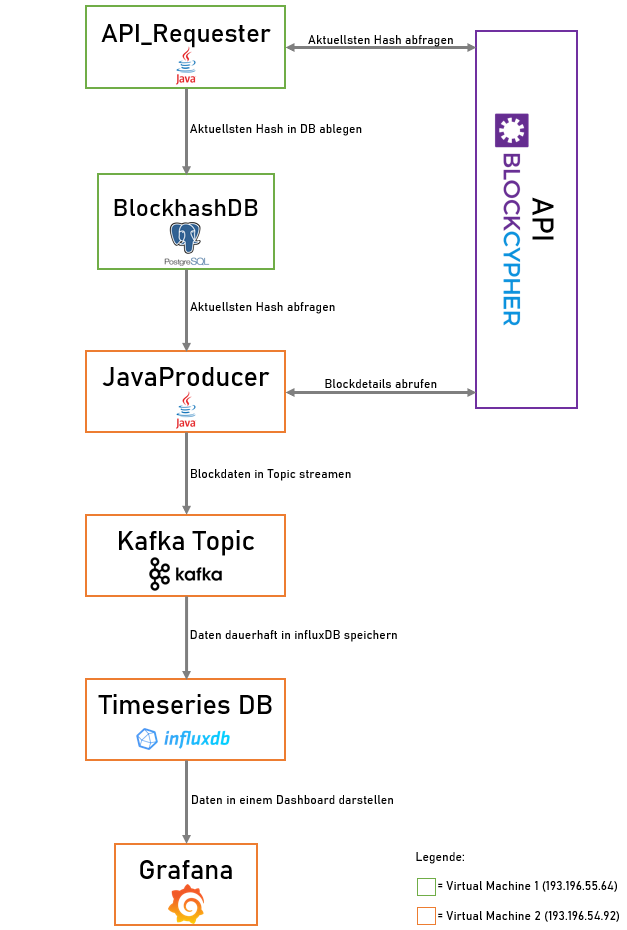 API_Requester
Java
Aktuellsten Hash abfragen
Aktuellsten Hash in DB ablegen
BLOCKCYPHER
API
BlockhashDB
PostgreSQL
Aktuellsten Hash abfragen
JavaProducer
Java
Blockdetails abrufen
Blockdaten in Topic streamen
Kafka Topic
kafka
Daten dauerhaft in influxDB speichern
Timeseries DB
influxdb
Daten in einem Dashboard darstellen
Grafana
Legende:
= Virtual Machine 1 (193.196.55.64)
= Virtual Machine 2 (193.196.54.92)